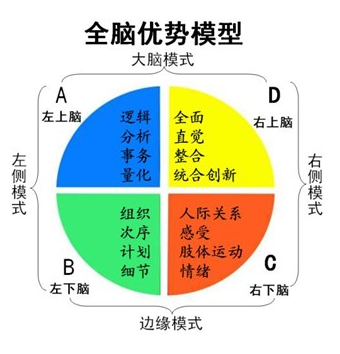 全脑优势模型
大脑模式
A
左上脑
D
右上脑
逻辑
分析
事务
量化
全面
直觉
整合
统合创新
左侧模式
右侧模式
组织
次序
计划
细节
人际关系
感受
肢体运动
情绪
B
左下脑
C
右下脑
边缘模式